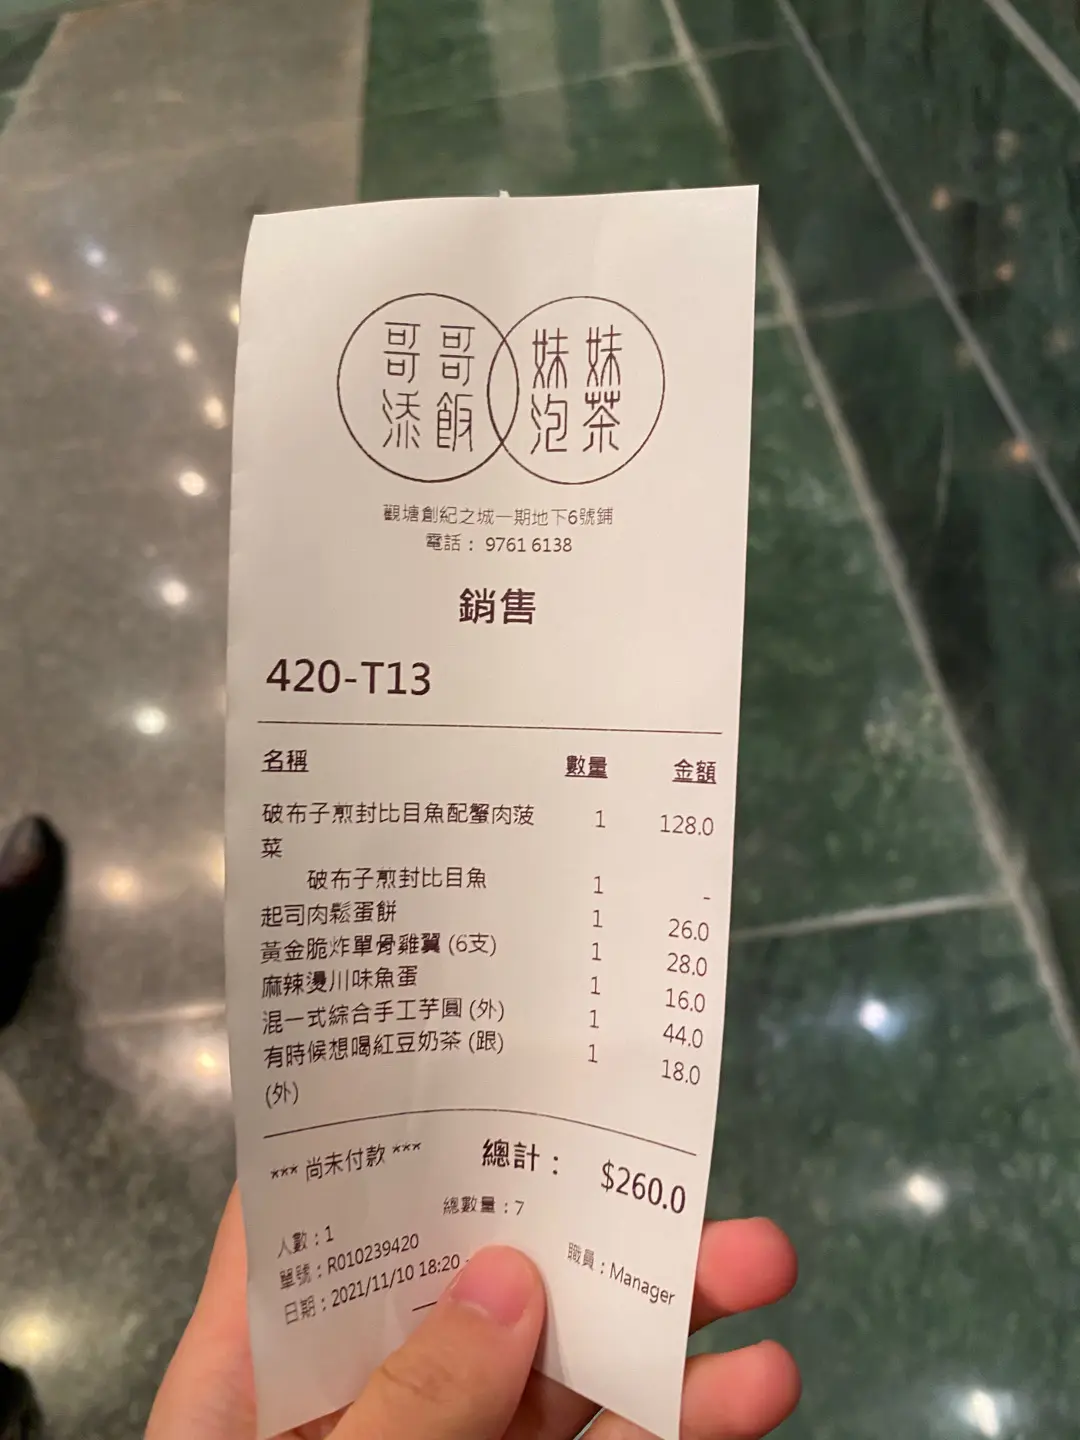 哥哥 妹妹
添飯 泡茶
觀塘創紀之城一期地下6號鋪
電話： 9761 6138
銷售
420-T13
名稱 數量 金額
破布子煎封比目魚配蟹肉菠 1 128.0
菜
破布子煎封比目魚 1 -
起司肉鬆蛋餅 1 26.0
黃金脆炸單骨雞翼 (6支) 1 28.0
麻辣燙川味魚蛋 1 16.0
混一式綜合手工芋圓 (外) 1 44.0
有時候想喝紅豆奶茶 (跟) 1 18.0
(外)
*** 尚未付款 *** 總計： $260.0
總數量：7
人數：1
單號：R010239420 職員：Manager
日期：2021/11/10 18:20 -